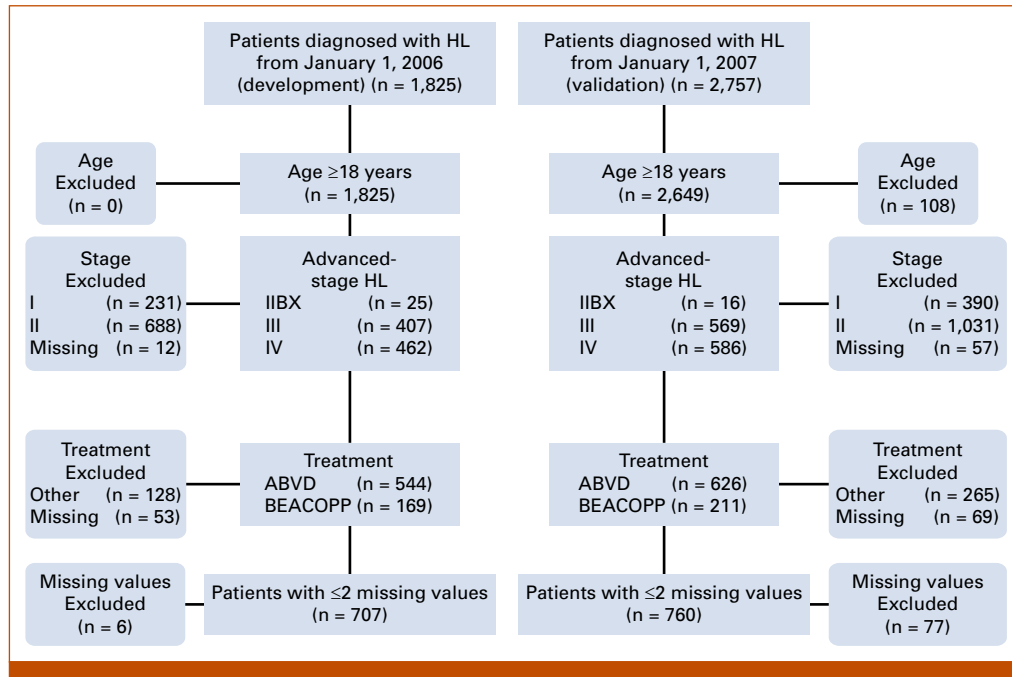 Patients diagnosed with HL
from January 1, 2006
(development) (n = 1,825)
Patients diagnosed with HL
from January 1, 2007
(validation) (n = 2,757)
Age
Excluded
(n = 0)
Age ≥18 years
(n = 1,825)
Age ≥18 years
(n = 2,649)
Age
Excluded
(n = 108)
Stage
Excluded
I (n = 231)
II (n = 688)
Missing (n = 12)
Advanced-
stage HL
IIBX (n = 25)
III (n = 407)
IV (n = 462)
Advanced-
stage HL
IIBX (n = 16)
III (n = 569)
IV (n = 586)
Stage
Excluded
I (n = 390)
II (n = 1,031)
Missing (n = 57)
Treatment
Excluded
Other (n = 128)
Missing (n = 53)
Treatment
ABVD (n = 544)
BEACOPP (n = 169)
Treatment
ABVD (n = 626)
BEACOPP (n = 211)
Treatment
Excluded
Other (n = 265)
Missing (n = 69)
Missing values
Excluded
(n = 6)
Patients with ≤2 missing values
(n = 707)
Patients with ≤2 missing values
(n = 760)
Missing values
Excluded
(n = 77)